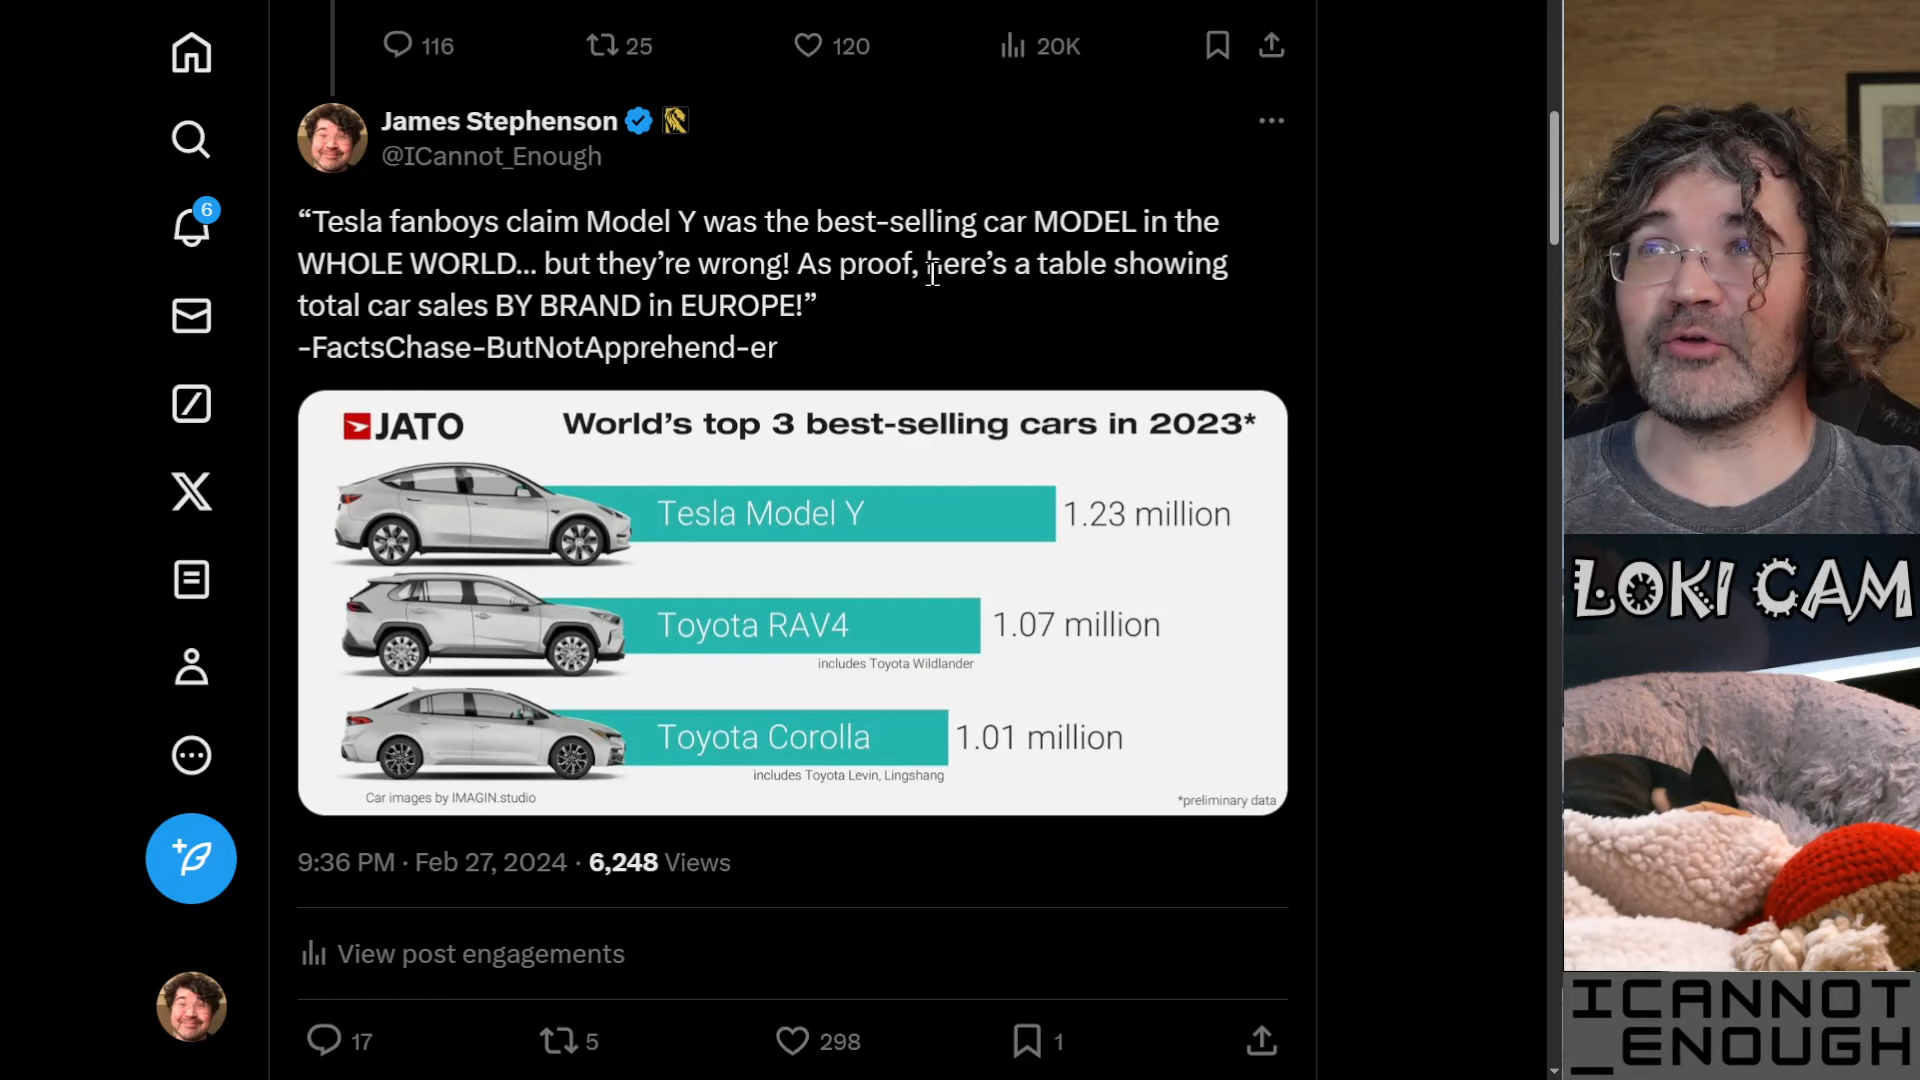 116
25
120
20K
6
James Stephenson
@ICannot_Enough
“Tesla fanboys claim Model Y was the best-selling car MODEL in the
WHOLE WORLD... but they’re wrong! As proof, here’s a table showing
total car sales BY BRAND in EUROPE!”
-FactsChase-ButNotApprehend-er
JATO
World’s top 3 best-selling cars in 2023*
Tesla Model Y
1.23 million
Toyota RAV4
1.07 million
includes Toyota Wildlander
Toyota Corolla
1.01 million
includes Toyota Levin, Lingshang
Car images by IMAGIN.studio
*preliminary data
9:36 PM · Feb 27, 2024 · 6,248 Views
View post engagements
17
5
298
1
LOKI CAM
ICANNOT
_ENOUGH